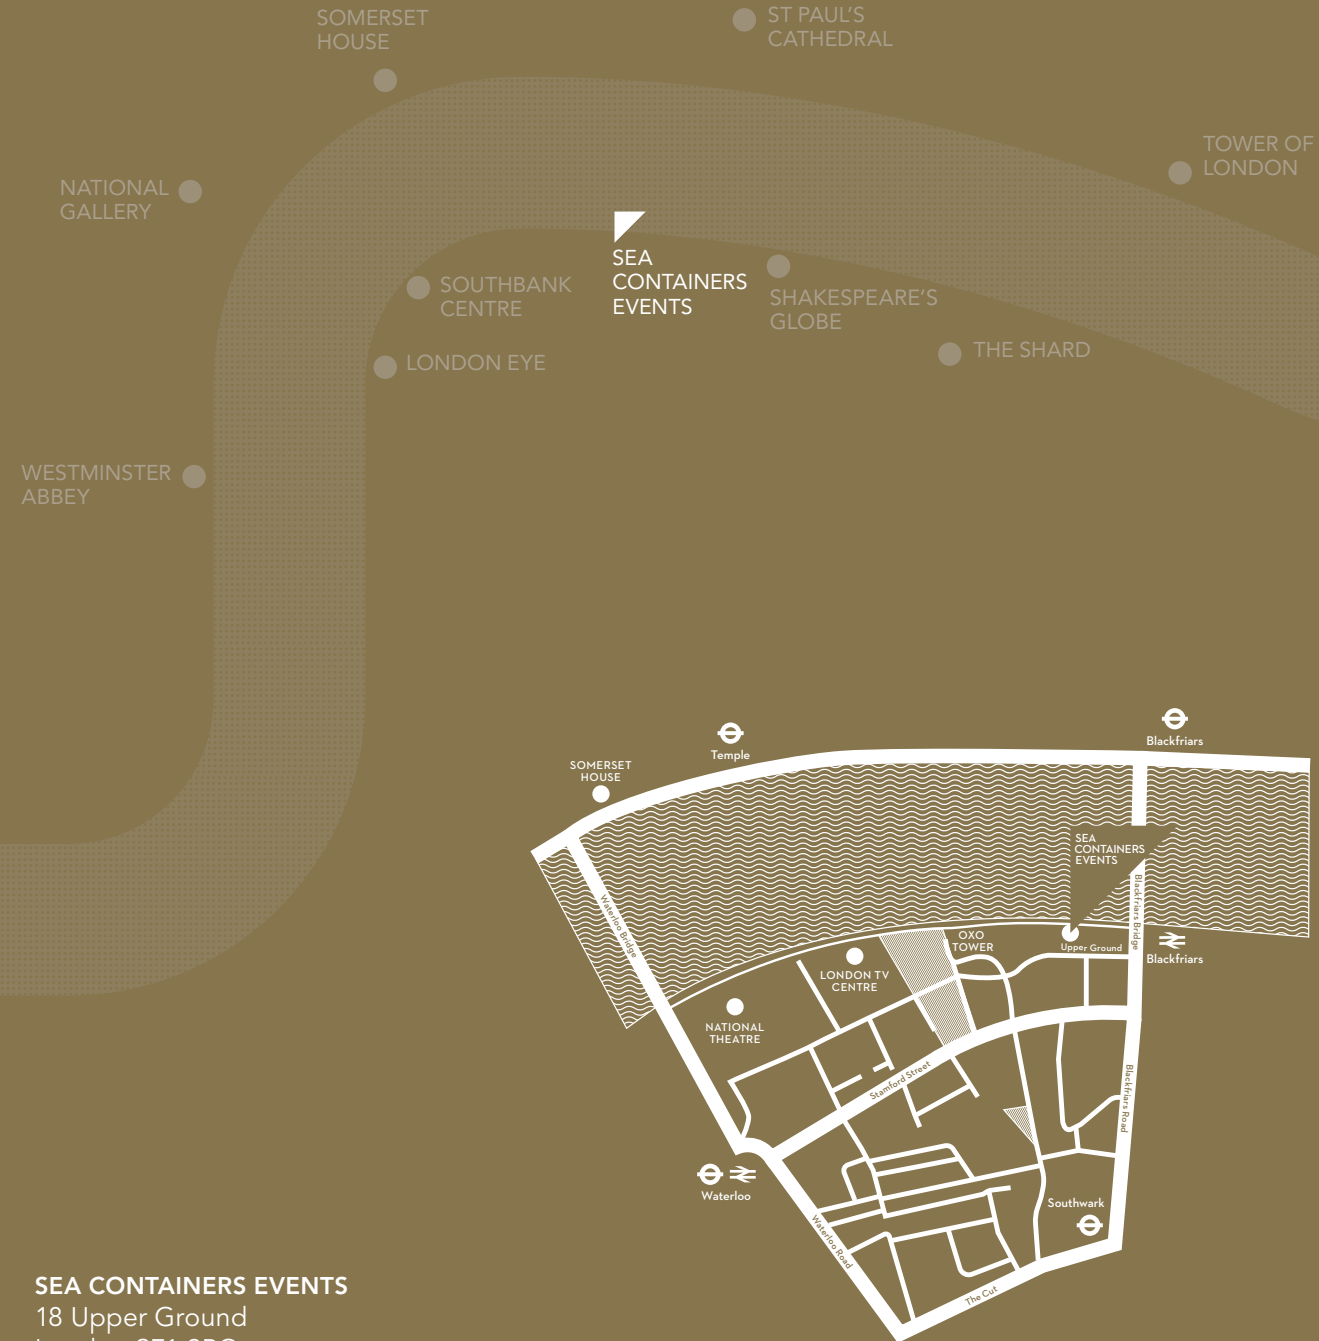 SOMERSET
HOUSE
ST PAUL’S
CATHEDRAL
TOWER OF
LONDON
NATIONAL
GALLERY
SEA
CONTAINERS
EVENTS
SOUTHBANK
CENTRE
SHAKESPEARE’S
GLOBE
LONDON EYE
THE SHARD
WESTMINSTER
ABBEY
Blackfriars
Temple
SOMERSET
HOUSE
SEA
CONTAINERS
EVENTS
Blackfriars Bridge
Waterloo Bridge
OXO
TOWER
Upper Ground
Blackfriars
LONDON TV
CENTRE
NATIONAL
THEATRE
Stamford Street
Blackfriars Road
Waterloo
Southwark
Waterloo Road
The Cut
SEA CONTAINERS EVENTS
18 Upper Ground